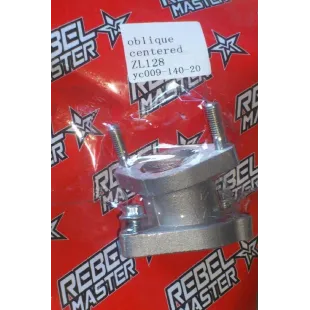 REBEL
MASTER
oblique
centered
ZL128
yc009-140-20
REBEL
MASTER
REBEL
MASTER
REBEL
MASTER